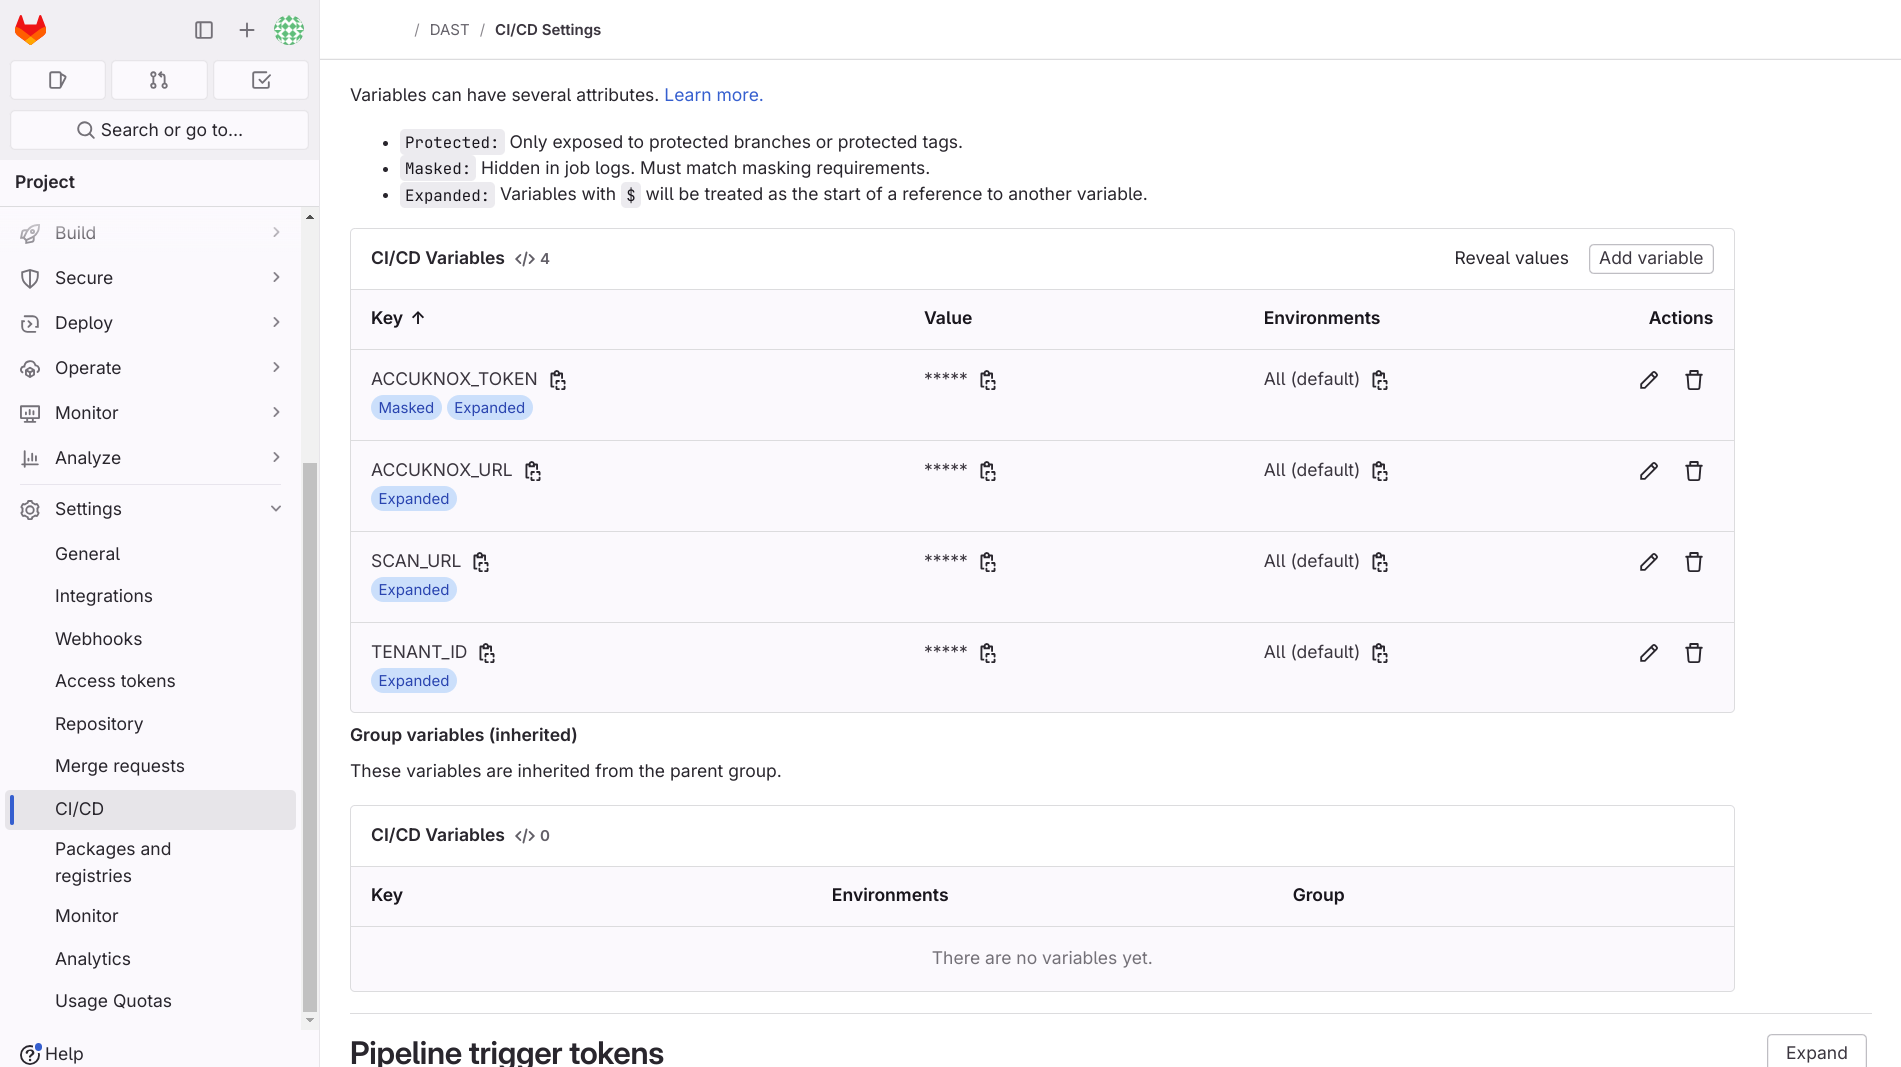 / DAST / CI/CD Settings
Search or go to...
Project
Build
Secure
Deploy
Operate
Monitor
Analyze
Settings
General
Integrations
Webhooks
Access tokens
Repository
Merge requests
CI/CD
Packages and
registries
Monitor
Analytics
Usage Quotas
Help
Variables can have several attributes. Learn more.
• Protected: Only exposed to protected branches or protected tags.
• Masked: Hidden in job logs. Must match masking requirements.
• Expanded: Variables with $ will be treated as the start of a reference to another variable.
CI/CD Variables </> 4 Reveal values Add variable
Key ↑ Value Environments Actions
ACCUKNOX_TOKEN ***** All (default)
Masked Expanded
ACCUKNOX_URL ***** All (default)
Expanded
SCAN_URL ***** All (default)
Expanded
TENANT_ID ***** All (default)
Expanded
Group variables (inherited)
These variables are inherited from the parent group.
CI/CD Variables </> 0
Key Environments Group
There are no variables yet.
Pipeline trigger tokens Expand